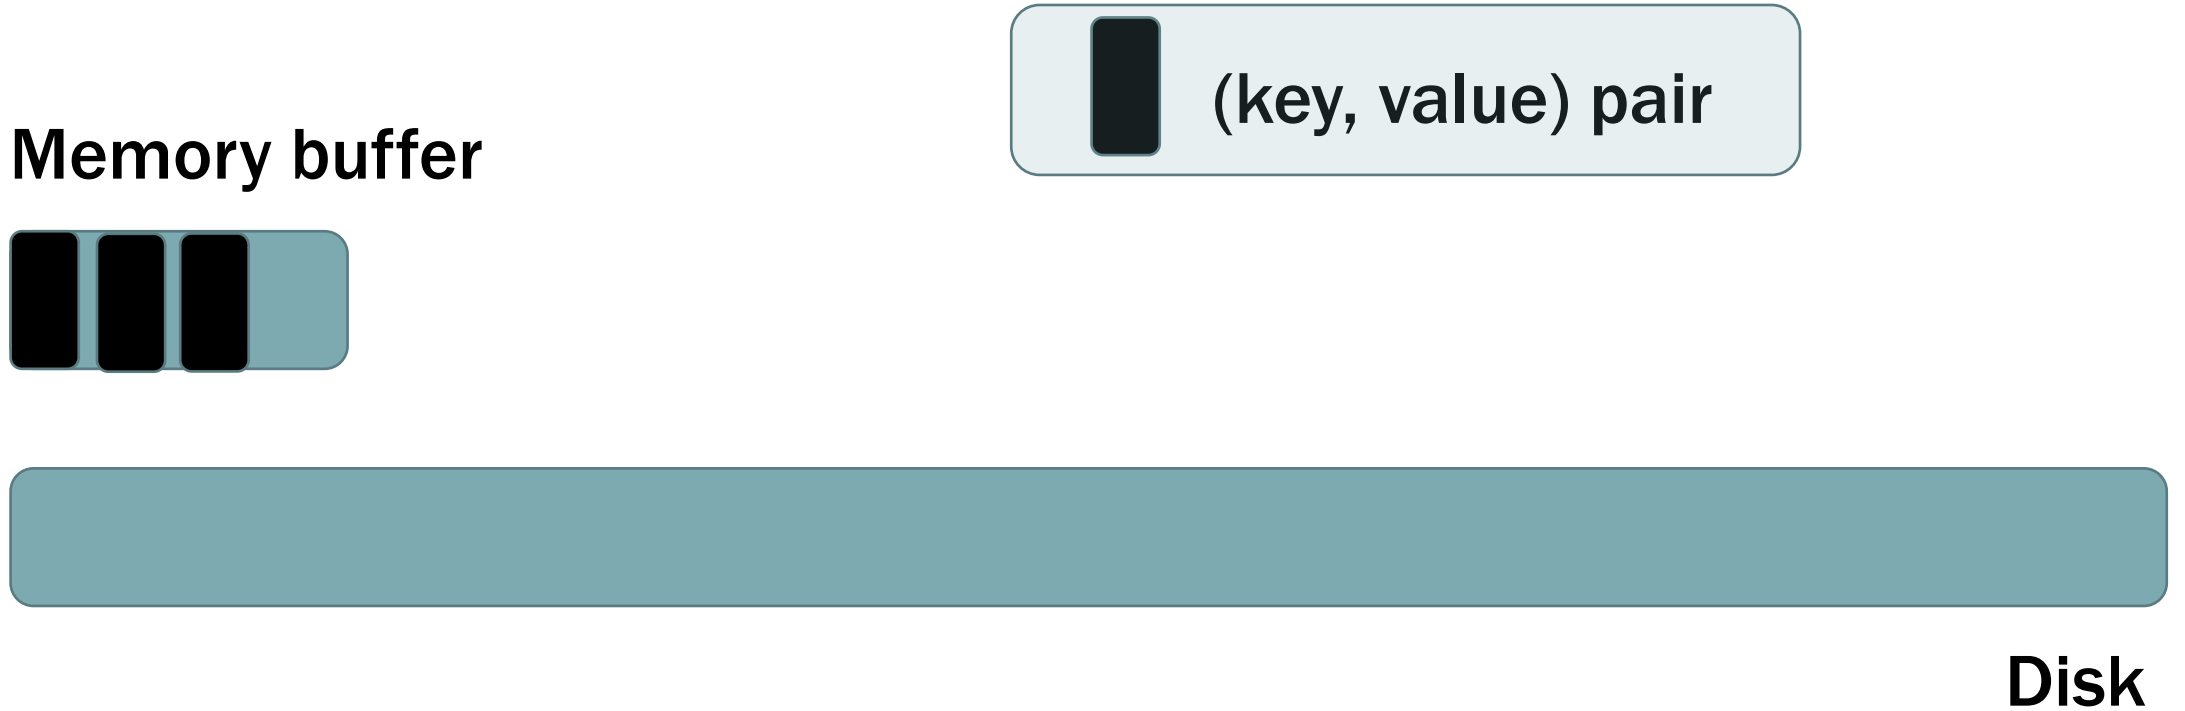 (key, value) pair
Memory buffer
Disk